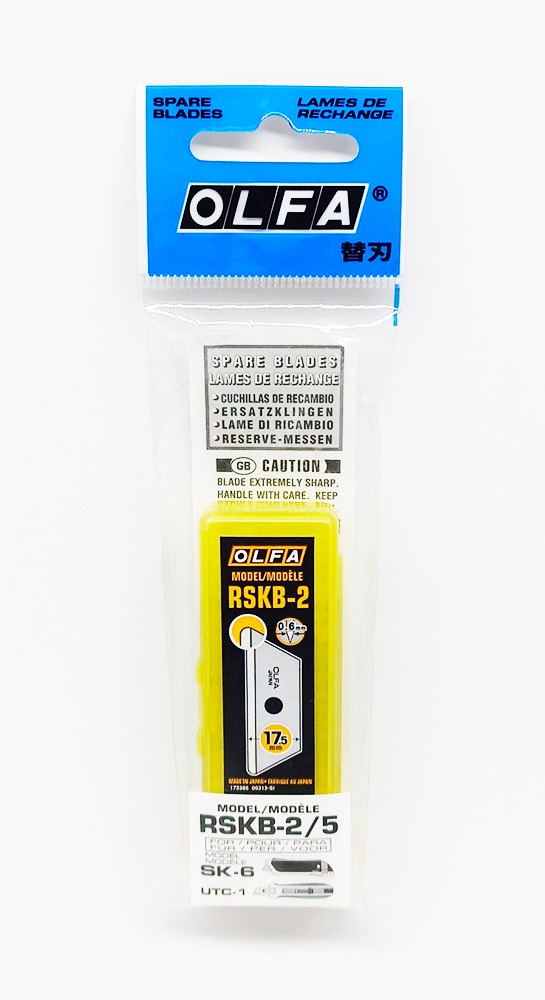 SPARE
BLADES
LAMES DE
RECHANGE
OLFA®
替刃
SPARE BLADES
LAMES DE RECHANGE
CUCHILLAS DE RECAMBIO
ERSATZKLINGEN
LAME DI RICAMBIO
RESERVE-MESSEN
GB CAUTION
BLADE EXTREMELY SHARP.
HANDLE WITH CARE. KEEP
OLFA
MODEL/MODÈLE
RSKB-2
0.6mm
OLFA
JAPAN
17.5
mm
MADE IN JAPAN • FABRIQUE AU JAPON
MODEL/MODÈLE
RSKB-2/5
FOR / POUR / PARA
FÜR / PER / VOOR
MODEL
MODÈLE
SK-6
UTC-1